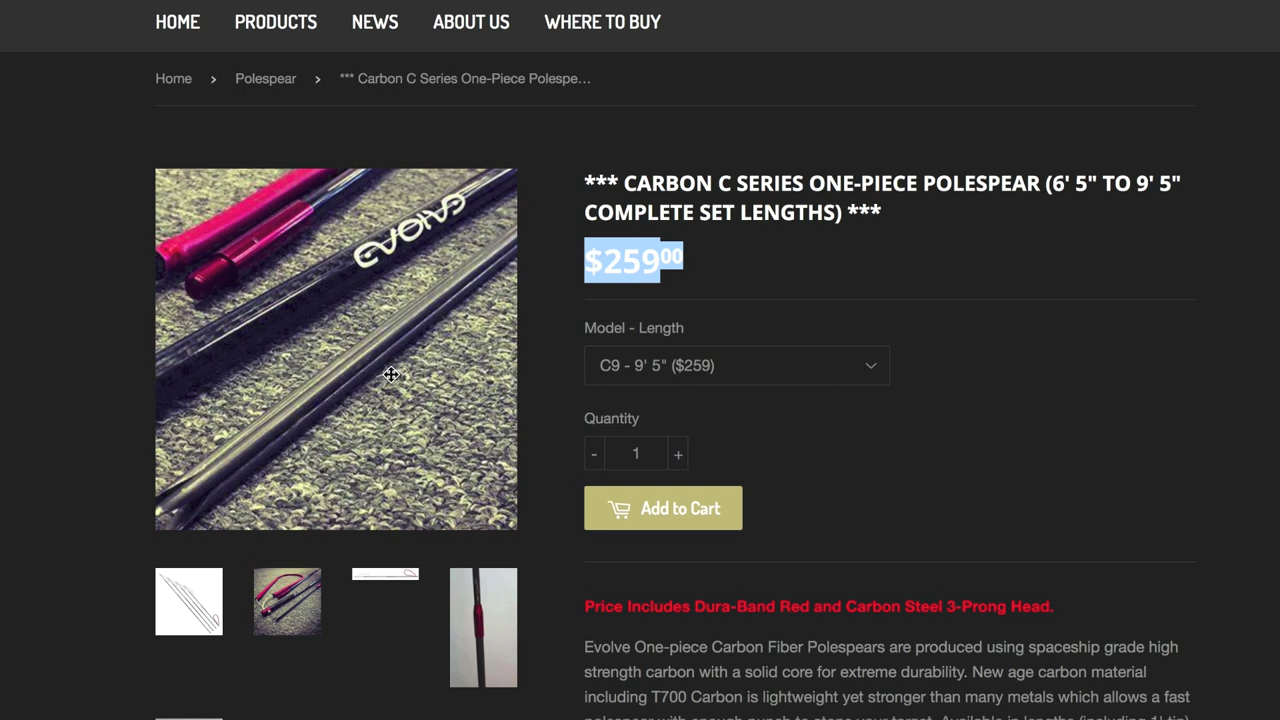 HOME PRODUCTS NEWS ABOUT US WHERE TO BUY
Home › Polespear › *** Carbon C Series One-Piece Polespe…
*** CARBON C SERIES ONE-PIECE POLESPEAR (6' 5" TO 9' 5"
COMPLETE SET LENGTHS) ***
$25900
EVOLVE
Model - Length
C9 - 9' 5" ($259)
Quantity
- 1 +
Add to Cart
Price Includes Dura-Band Red and Carbon Steel 3-Prong Head.
Evolve One-piece Carbon Fiber Polespears are produced using spaceship grade high
strength carbon with a solid core for extreme durability. New age carbon material
including T700 Carbon is lightweight yet stronger than many metals which allows a fast